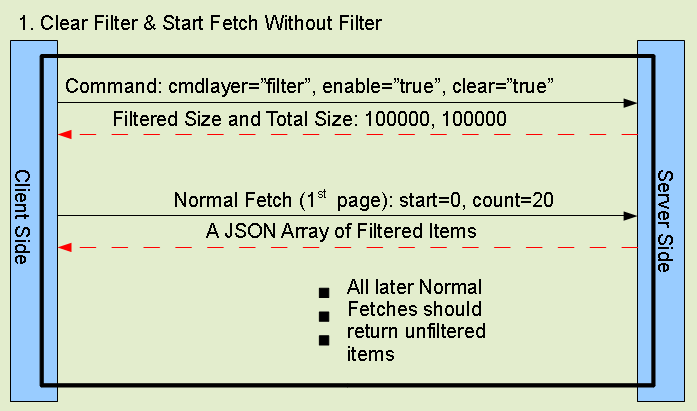 1. Clear Filter & Start Fetch Without Filter
Command: cmdlayer=”filter”, enable=”true”, clear=”true”
Filtered Size and Total Size: 100000, 100000
Client Side
Server Side
Normal Fetch (1st page): start=0, count=20
A JSON Array of Filtered Items
All later Normal
Fetches should
return unfiltered
items